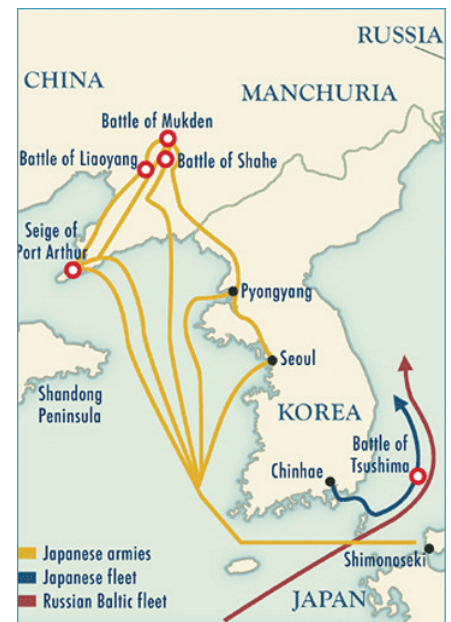 RUSSIA
CHINA
MANCHURIA
Battle of Mukden
Battle of Liaoyang
Battle of Shahe
Seige of
Port Arthur
Pyongyang
Seoul
Shandong
Peninsula
KOREA
Battle of
Tsushima
Chinhae
Japanese armies
Shimonoseki
Japanese fleet
Russian Baltic fleet
JAPAN